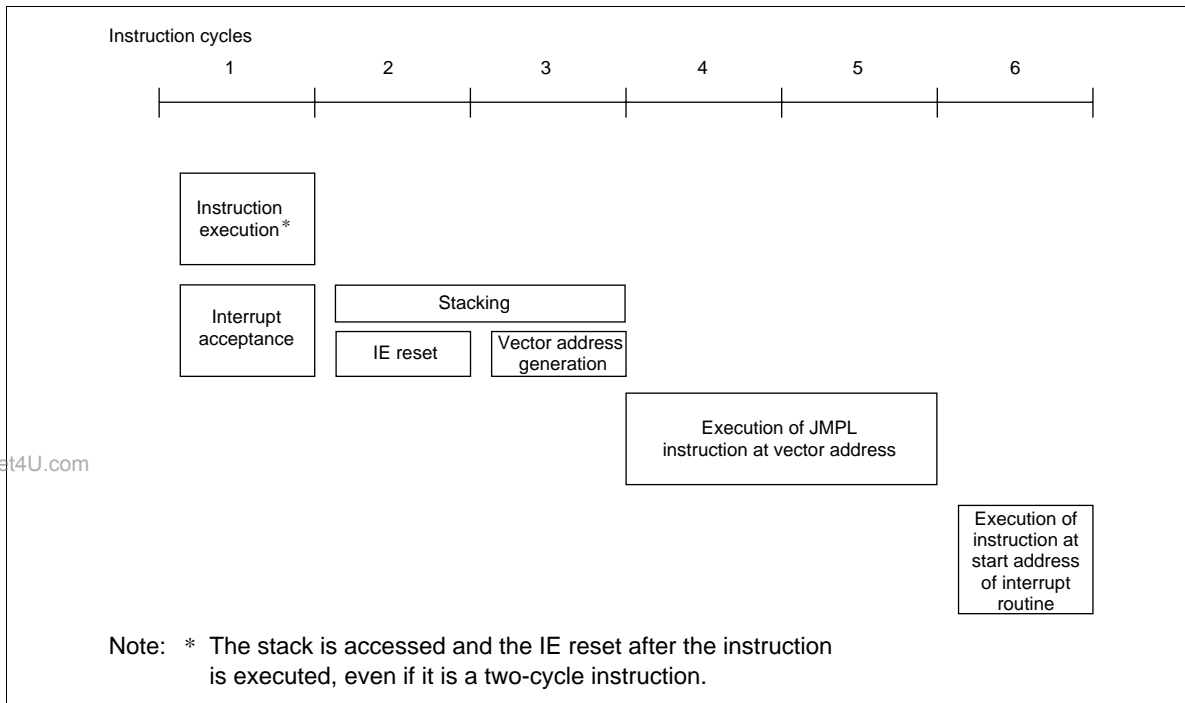 Instruction cycles
1 2 3 4 5 6
Instruction
execution*
Interrupt
acceptance
Stacking
IE reset
Vector address
generation
Execution of JMPL
instruction at vector address
et4U.com
Execution of
instruction at
start address
of interrupt
routine
Note: * The stack is accessed and the IE reset after the instruction
is executed, even if it is a two-cycle instruction.